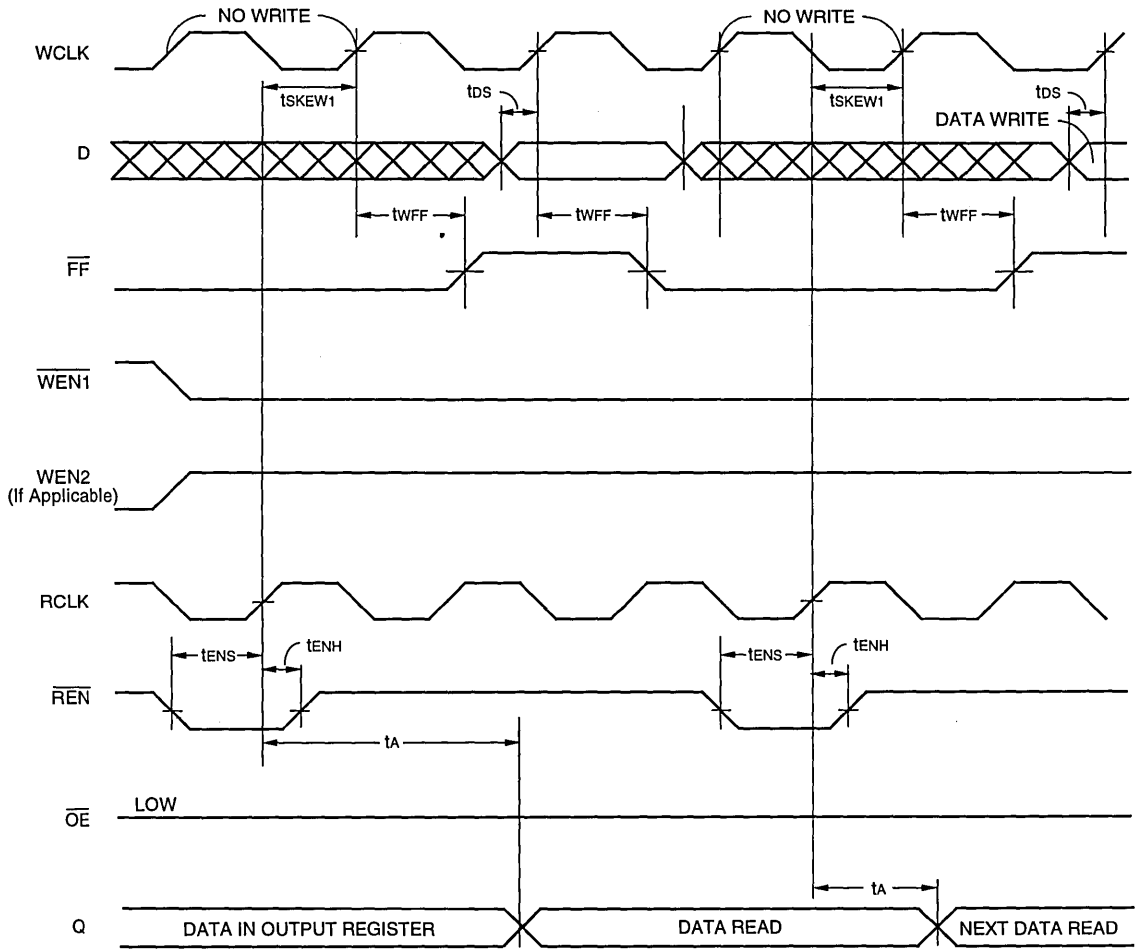 NO WRITE NO WRITE
WCLK
tSKEW1 tDS tSKEW1 tDS
DATA WRITE
D
tWFF tWFF tWFF
FF
WEN1
WEN2
(If Applicable)
RCLK
tENS tENH tENS tENH
REN
tA
LOW
OE
tA
Q DATA IN OUTPUT REGISTER DATA READ NEXT DATA READ